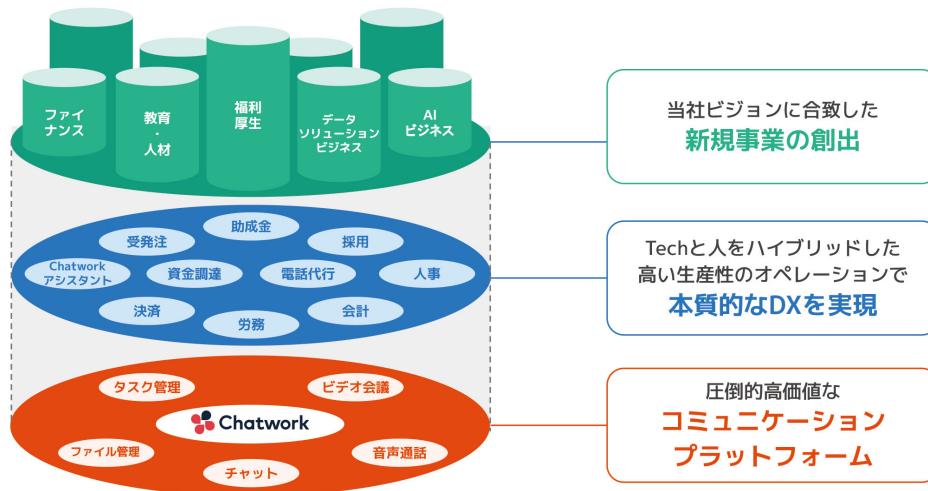 ファイ
ナンス
教育
・
人材
福利
厚生
データ
ソリューション
ビジネス
AI
ビジネス
当社ビジョンに合致した
新規事業の創出
助成金
受発注
採用
Chatwork
アシスタント
資金調達
電話代行
人事
決済
労務
会計
Techと人をハイブリッドした
高い生産性のオペレーションで
本質的なDXを実現
タスク管理
ビデオ会議
Chatwork
ファイル管理
チャット
音声通話
圧倒的高価値な
コミュニケーション
プラットフォーム